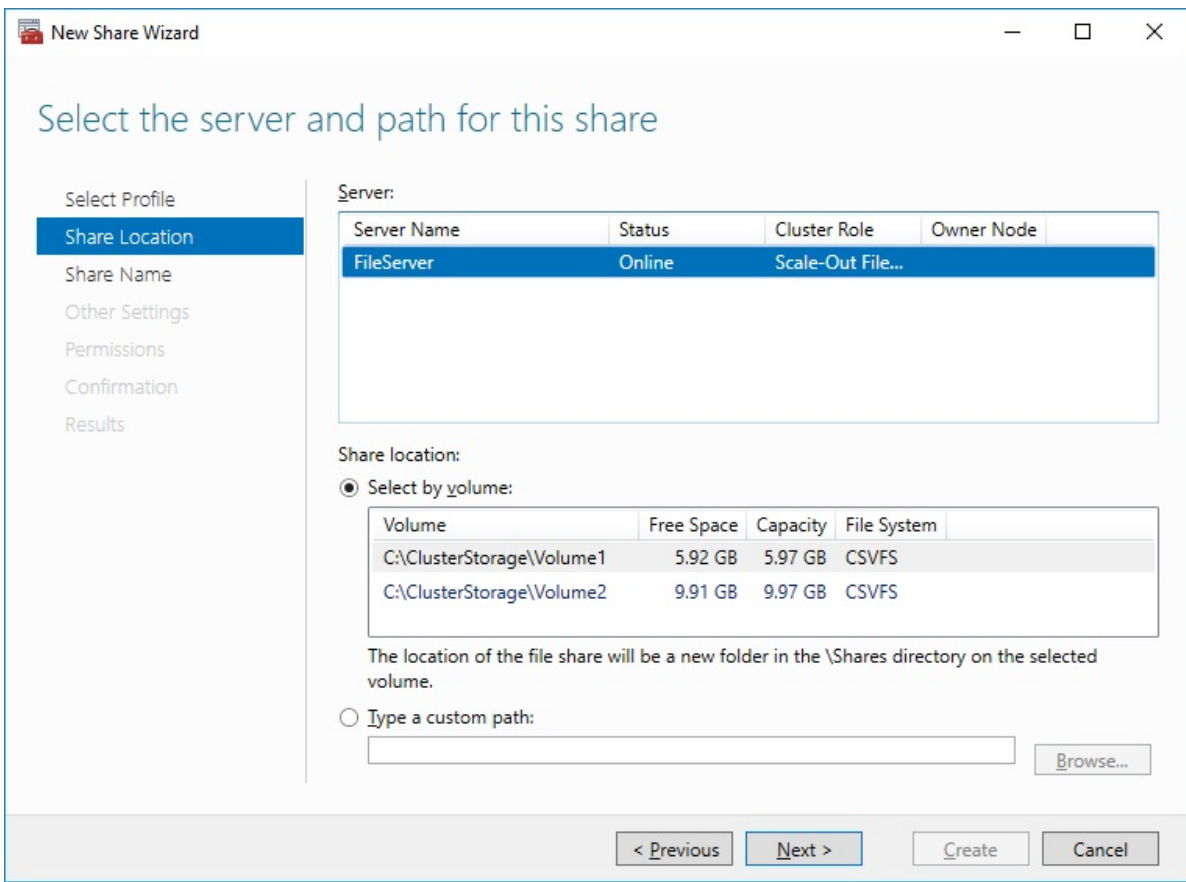 New Share Wizard
Select the server and path for this share
Select Profile
Share Location
Share Name
Other Settings
Permissions
Confirmation
Results
Server:
Server Name Status Cluster Role Owner Node
FileServer Online Scale-Out File...
Share location:
Select by volume:
Volume Free Space Capacity File System
C:\ClusterStorage\Volume1 5.92 GB 5.97 GB CSVFS
C:\ClusterStorage\Volume2 9.91 GB 9.97 GB CSVFS
The location of the file share will be a new folder in the \Shares directory on the selected
volume.
Type a custom path:
Browse...
< Previous Next > Create Cancel